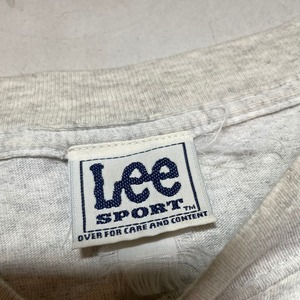 Lee
SPORT™
OVER FOR CARE AND CONTENT